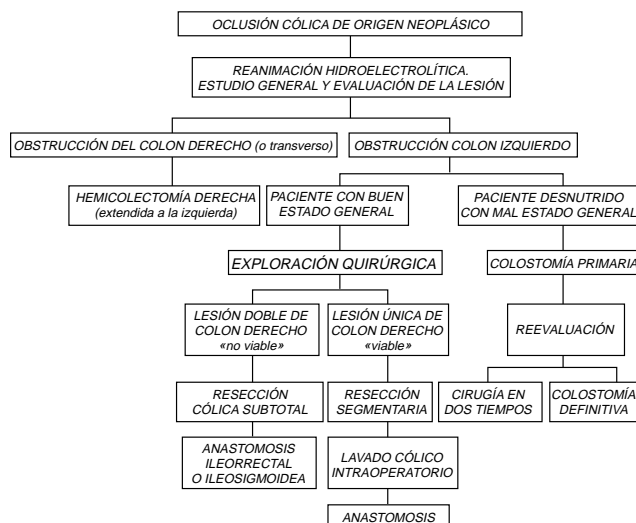 OCLUSIÓN CÓLICA DE ORIGEN NEOPLÁSICO
REANIMACIÓN HIDROELECTROLÍTICA.
ESTUDIO GENERAL Y EVALUACIÓN DE LA LESIÓN
OBSTRUCCIÓN DEL COLON DERECHO (o transverso)
OBSTRUCCIÓN COLON IZQUIERDO
HEMICOLECTOMÍA DERECHA
(extendida a la izquierda)
PACIENTE CON BUEN
ESTADO GENERAL
PACIENTE DESNUTRIDO
CON MAL ESTADO GENERAL
EXPLORACIÓN QUIRÚRGICA
COLOSTOMÍA PRIMARIA
LESIÓN DOBLE DE
COLON DERECHO
«no viable»
LESIÓN ÚNICA DE
COLON DERECHO
«viable»
REEVALUACIÓN
RESECCIÓN
CÓLICA SUBTOTAL
RESECCIÓN
SEGMENTARIA
CIRUGÍA EN
DOS TIEMPOS
COLOSTOMÍA
DEFINITIVA
ANASTOMOSIS
ILEORRECTAL
O ILEOSIGMOIDEA
LAVADO CÓLICO
INTRAOPERATORIO
ANASTOMOSIS